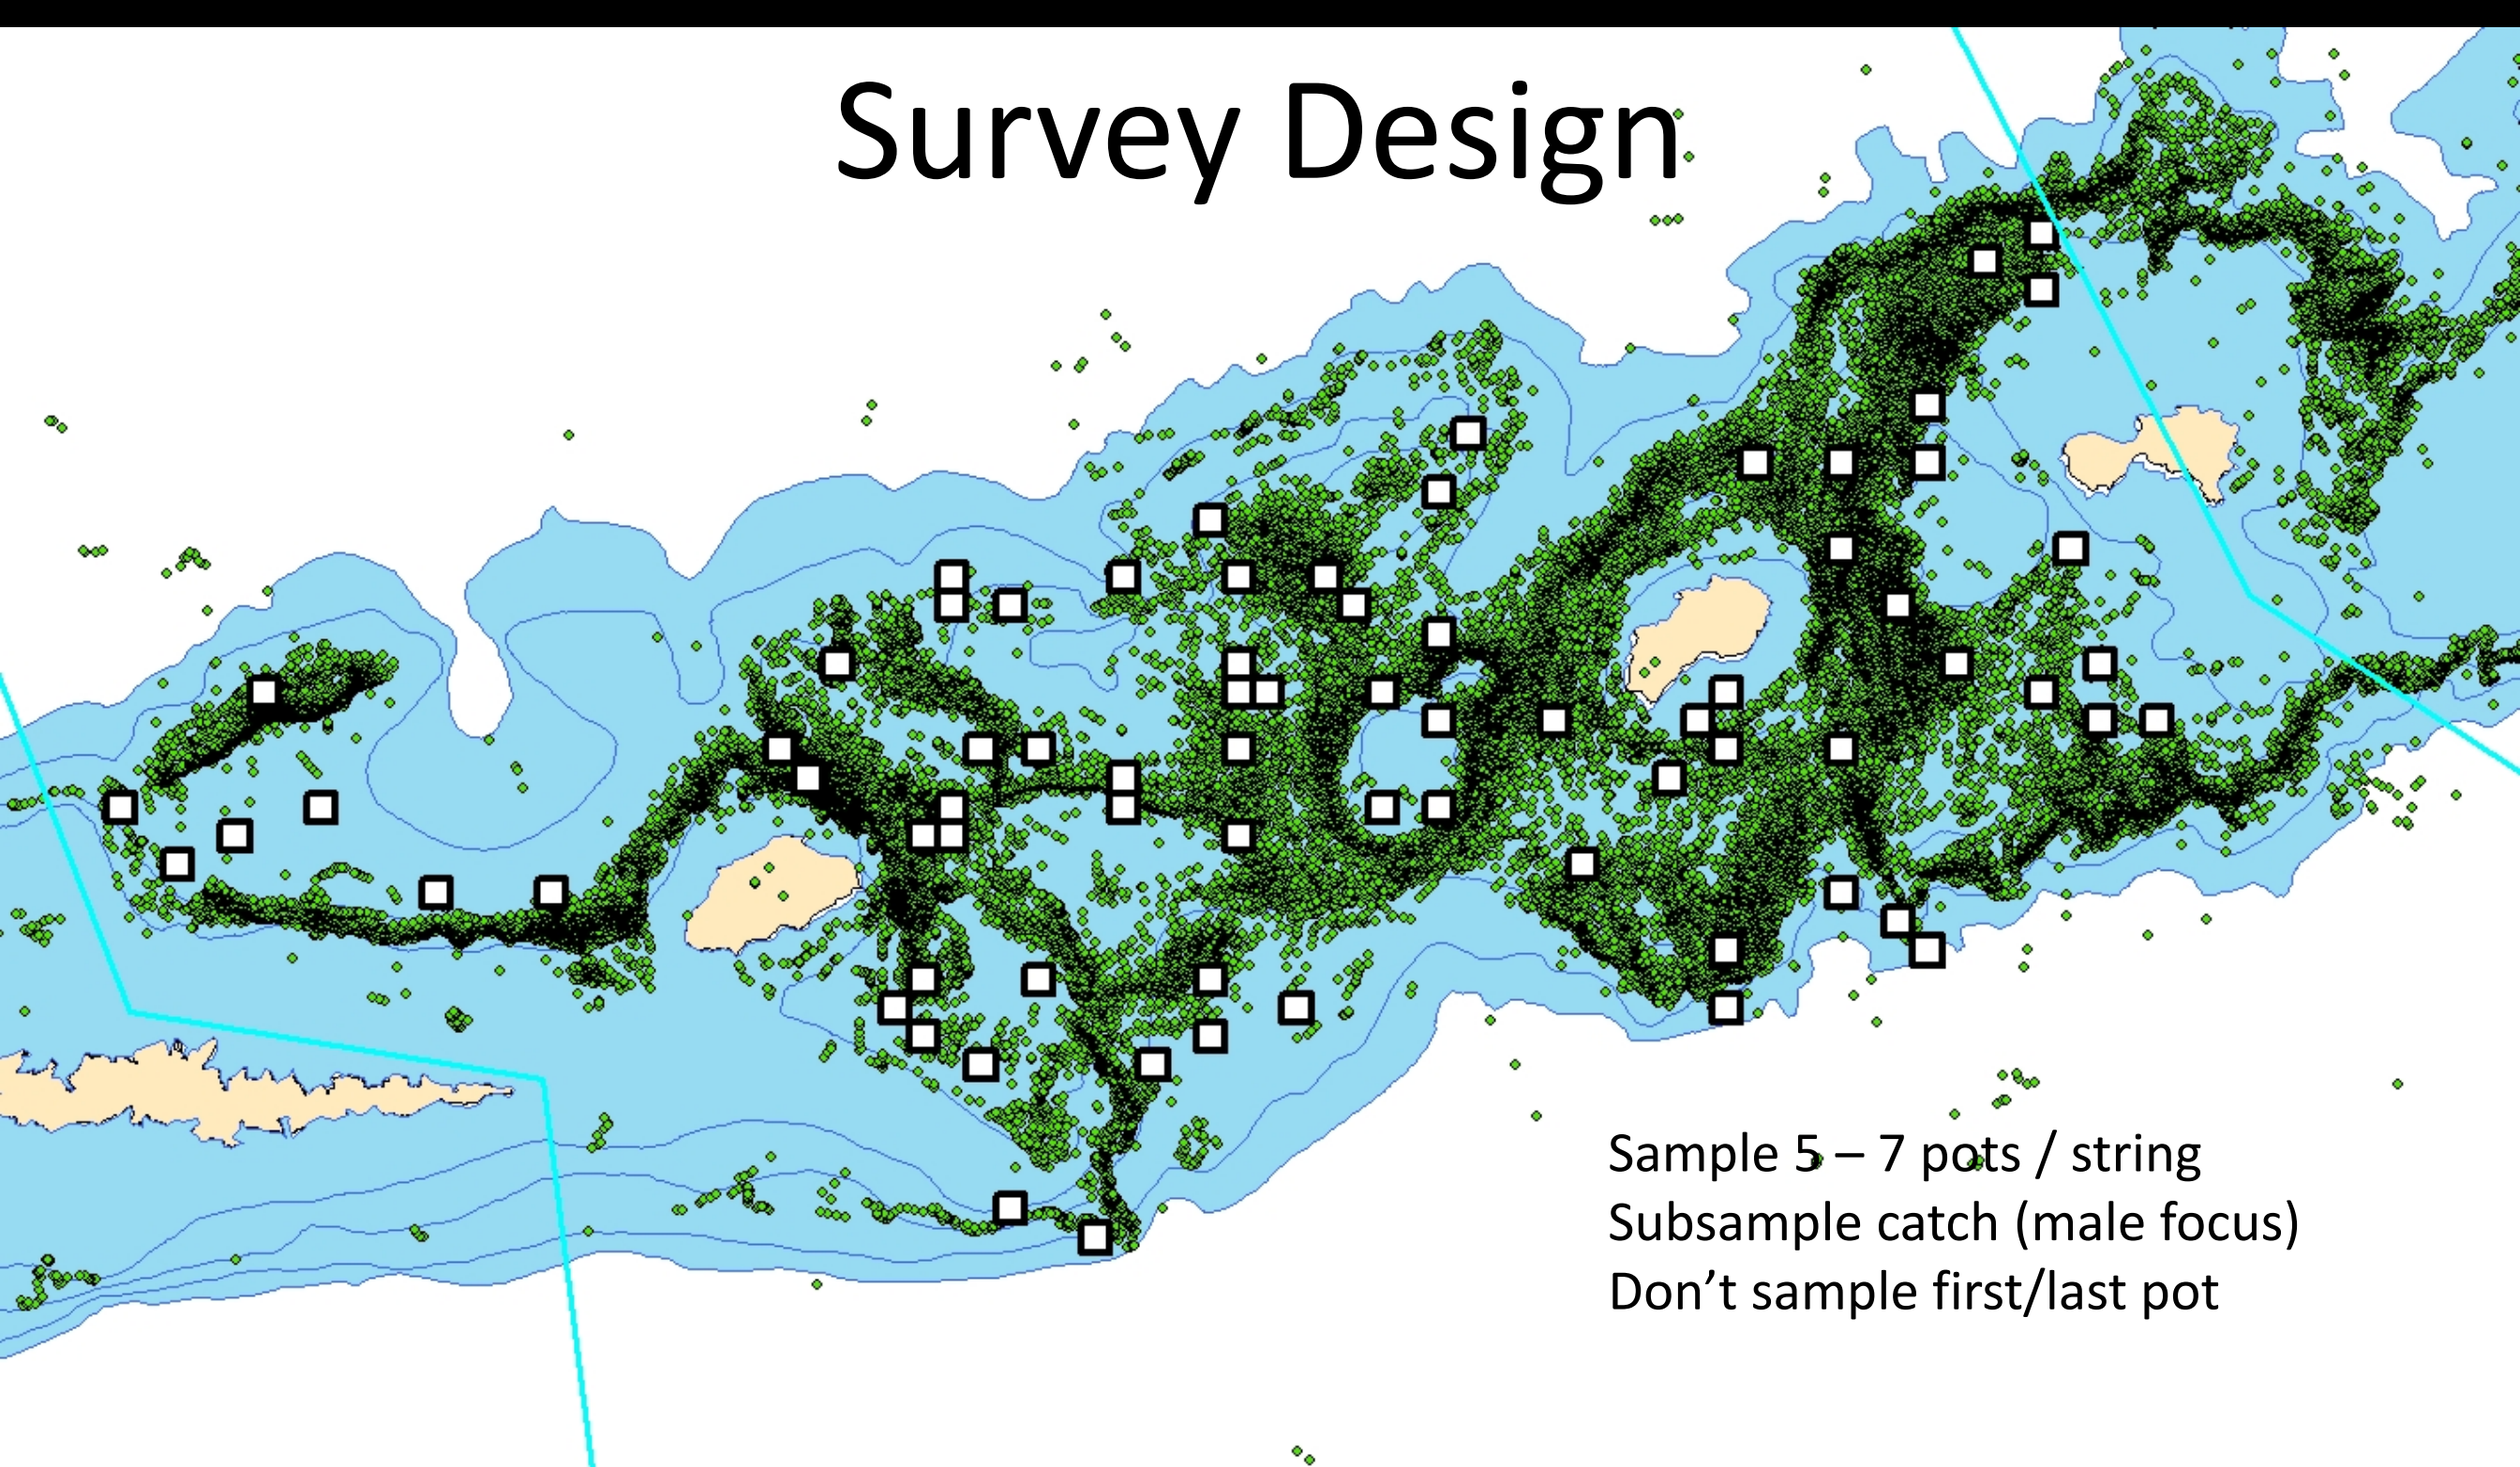 Survey Design
Sample 5 – 7 pots / string
Subsample catch (male focus)
Don’t sample first/last pot